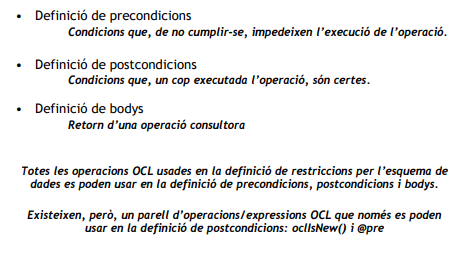 • Definició de precondicions
Condicions que, de no cumplir-se, impedeixen l'execució de l'operació.
• Definició de postcondicions
Condicions que, un cop executada l'operació, són certes.
• Definició de bodys
Retorn d'una operació consultora
Totes les operacions OCL usades en la definició de restriccions per l'esquema de
dades es poden usar en la definició de precondicions, postcondicions i bodys.
Existeixen, però, un parell d'operacions/expressions OCL que només es poden
usar en la definició de postcondicions: oclIsNew() i @pre